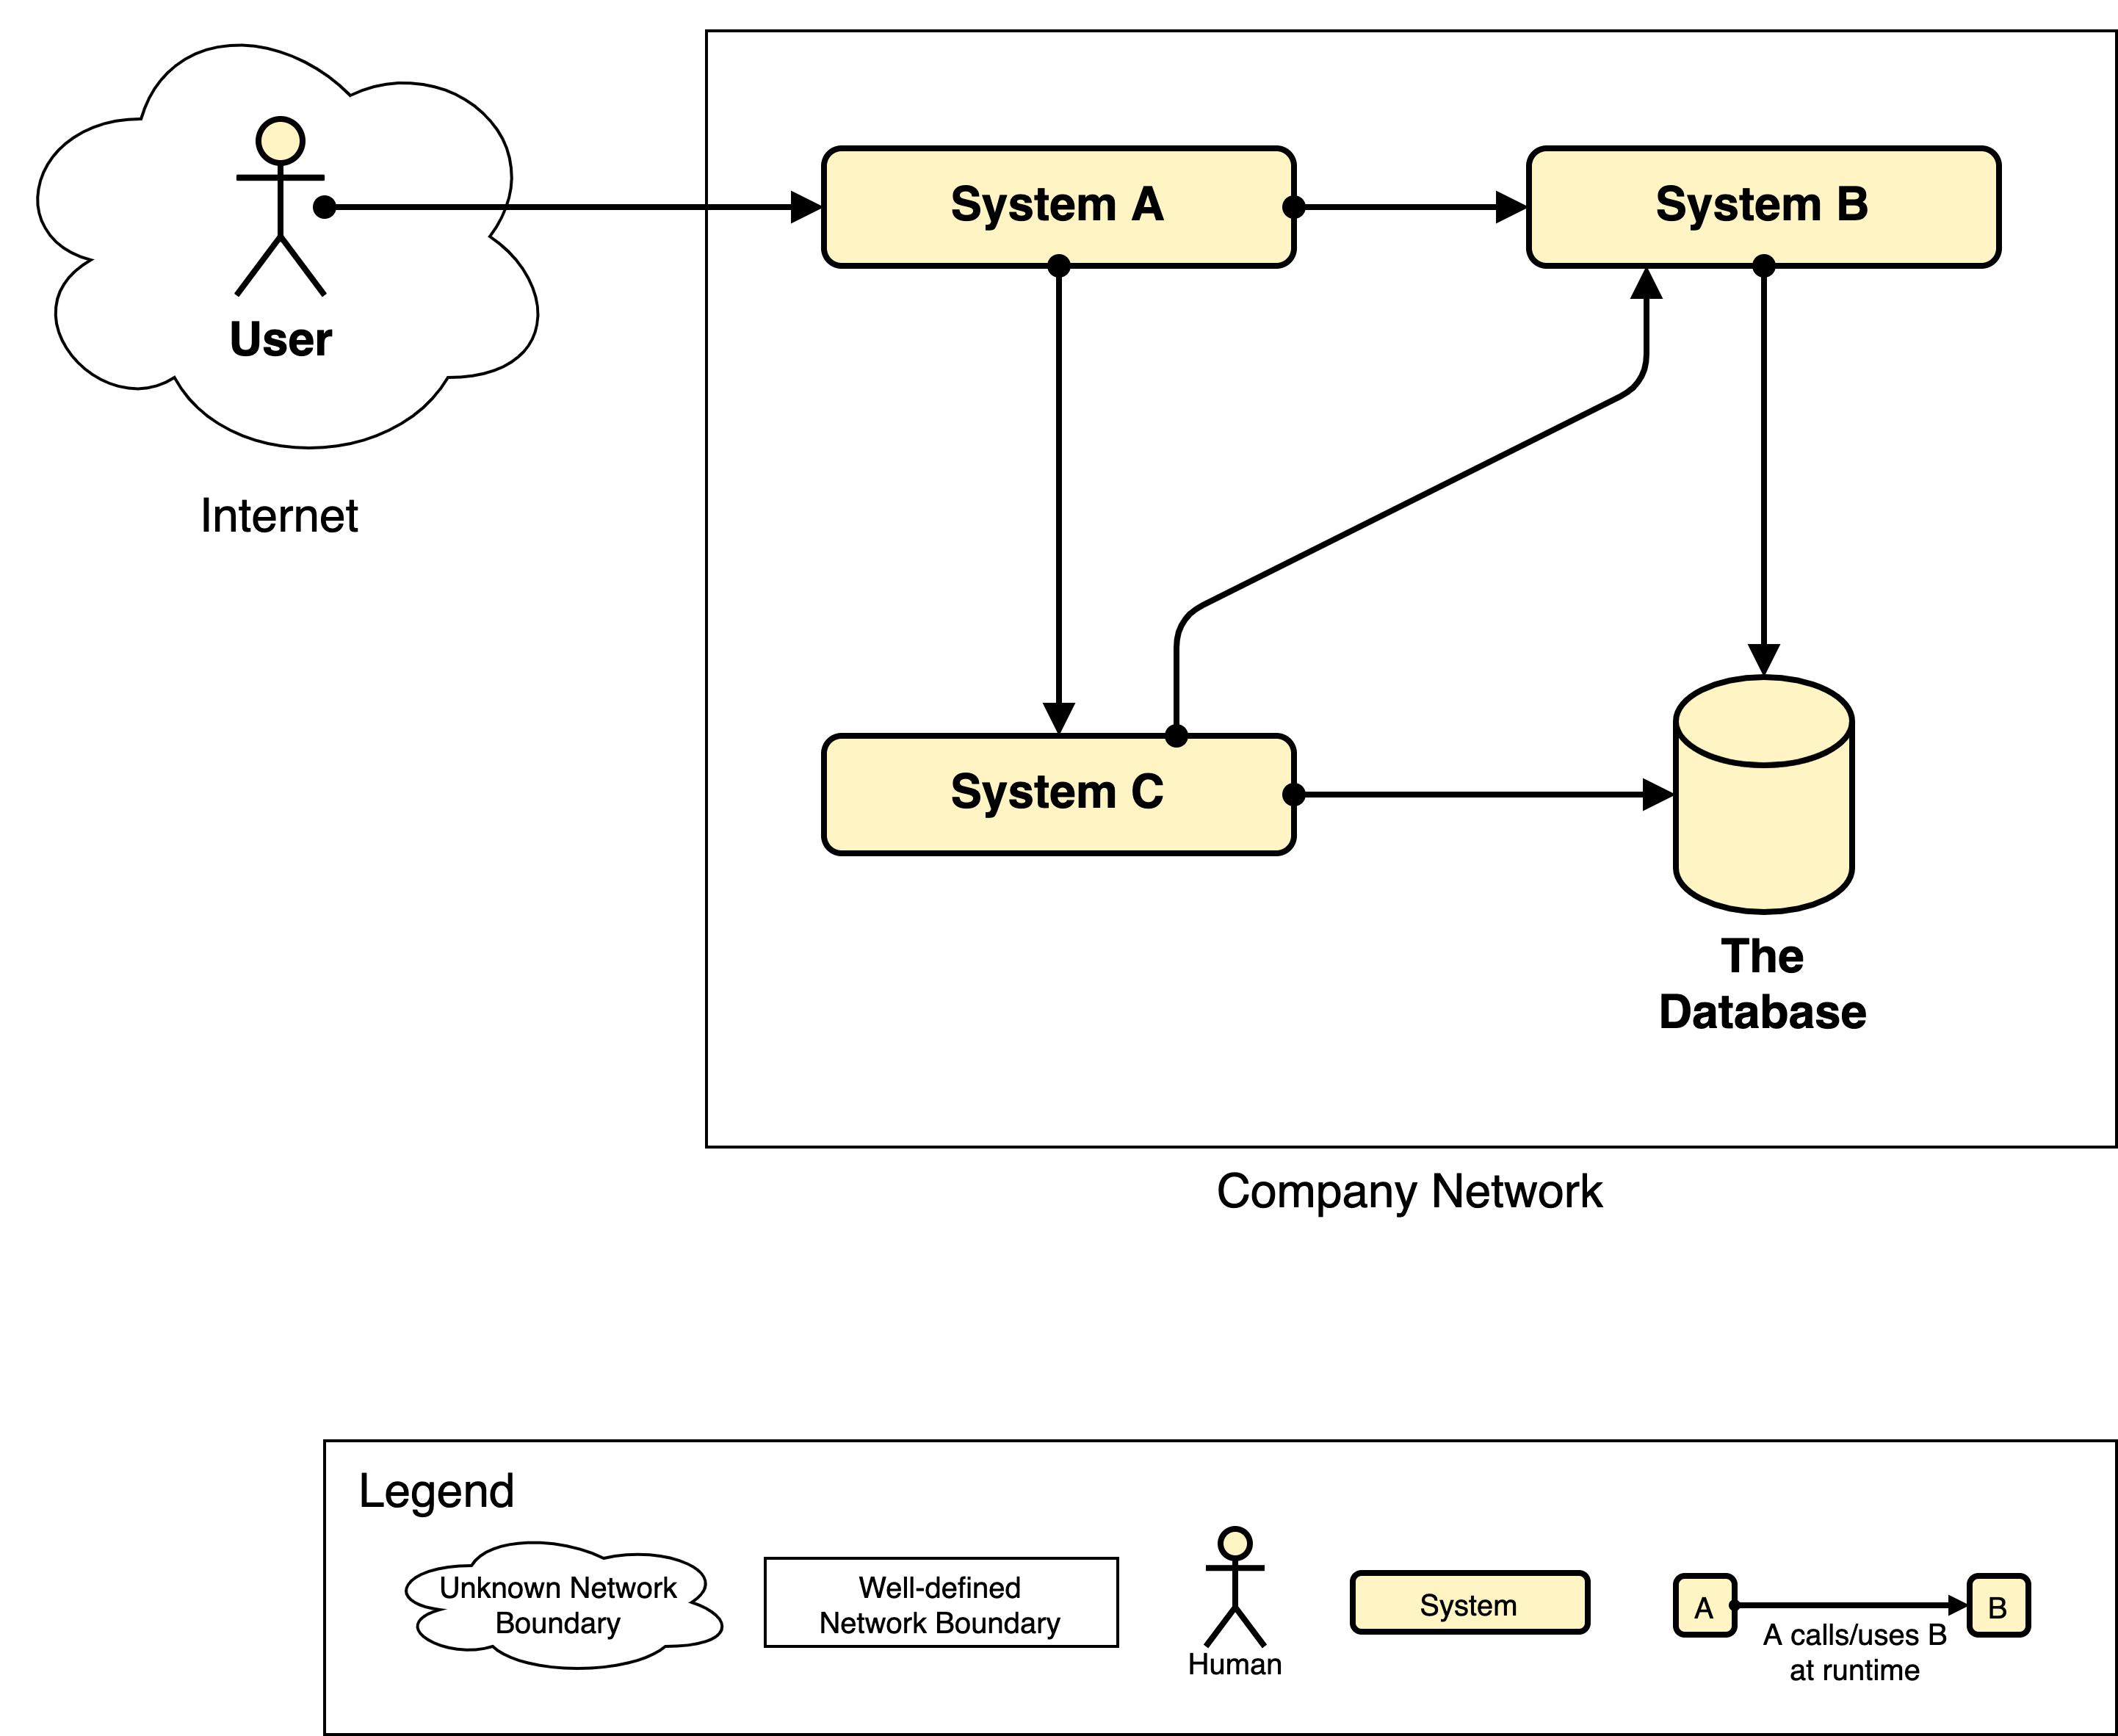 System A
System B
User
Internet
System C
The
Database
Company Network
Legend
Unknown Network
Boundary
Well-defined
Network Boundary
Human
System
A
B
A calls/uses B
at runtime